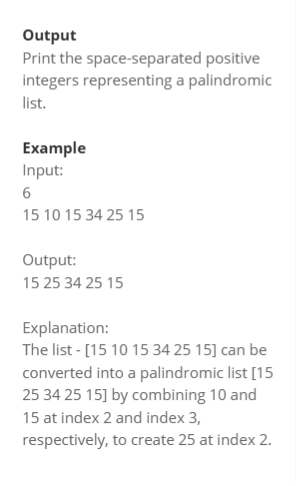 Output
Print the space-separated positive
integers representing a palindromic
list.
Example
Input:
6
15 10 15 34 25 15
Output:
15 25 34 25 15
Explanation:
The list - [15 10 15 34 25 15] can be
converted into a palindromic list [15
25 34 25 15] by combining 10 and
15 at index 2 and index 3,
respectively, to create 25 at index 2.